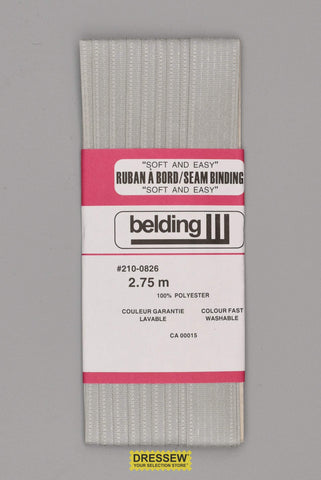 "SOFT AND EASY"
RUBAN À BORD/SEAM BINDING
"SOFT AND EASY"
belding
#210-0826
2.75 m
100% POLYESTER
COULEUR GARANTIE COLOUR FAST
LAVABLE WASHABLE
CA 00015
DRESSEW
YOUR SELECTION STORE